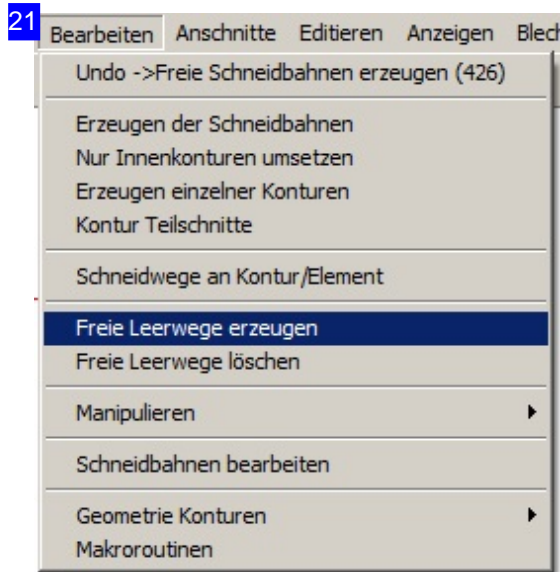 21
Bearbeiten Anschnitte Editieren Anzeigen
Undo ->Freie Schneidbahnen erzeugen (426)
Erzeugen der Schneidbahnen
Nur Innenkonturen umsetzen
Erzeugen einzelner Konturen
Kontur Teilschnitte
Schneidwege an Kontur/Element
Freie Leerwege erzeugen
Freie Leerwege löschen
Manipulieren
Schneidbahnen bearbeiten
Geometrie Konturen
Makroroutinen